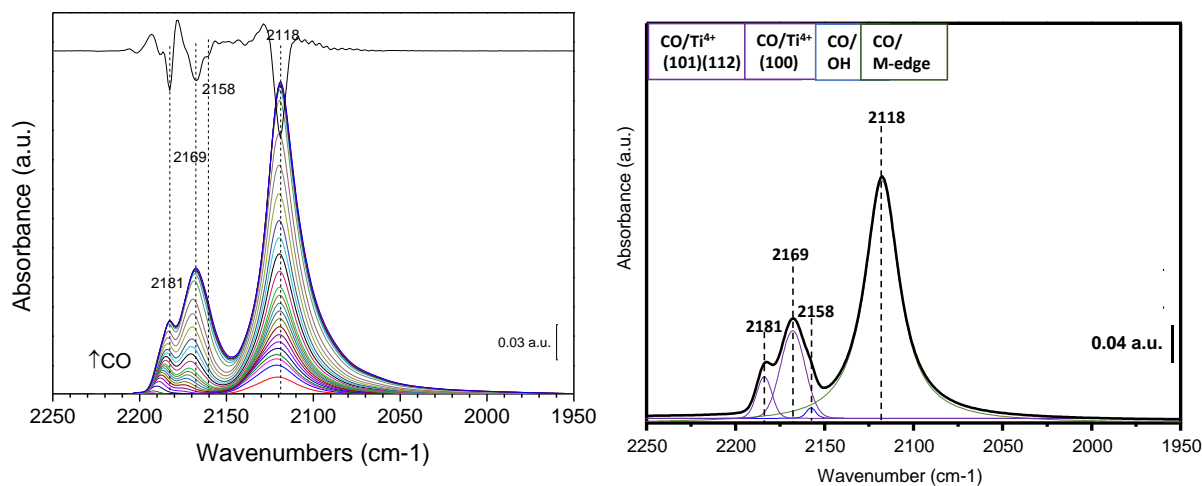 2118
2158
2169
2181
↑CO
0.03 a.u.
Absorbance (a.u.)
2250 2200 2150 2100 2050 2000 1950
Wavenumbers (cm-1)
CO/Ti⁴⁺ CO/Ti⁴⁺ CO/ CO/
(101)(112) (100) OH M-edge
2118
2169
2158
2181
0.04 a.u.
Absorbance (a.u.)
2250 2200 2150 2100 2050 2000 1950
Wavenumber (cm-1)